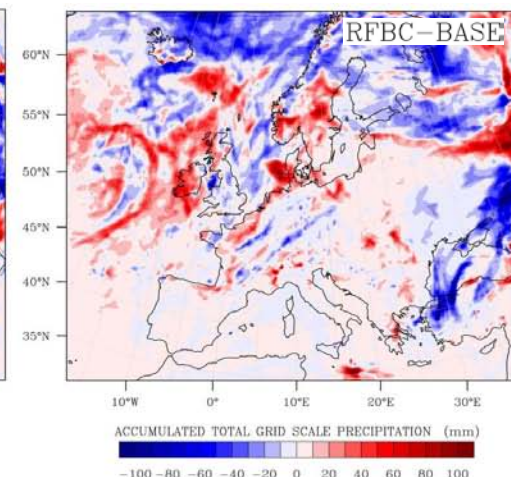 RFBC−BASE
60°N
55°N
50°N
45°N
40°N
35°N
10°W 0° 10°E 20°E 30°E
ACCUMULATED TOTAL GRID SCALE PRECIPITATION (mm)
−100 −80 −60 −40 −20 0 20 40 60 80 100